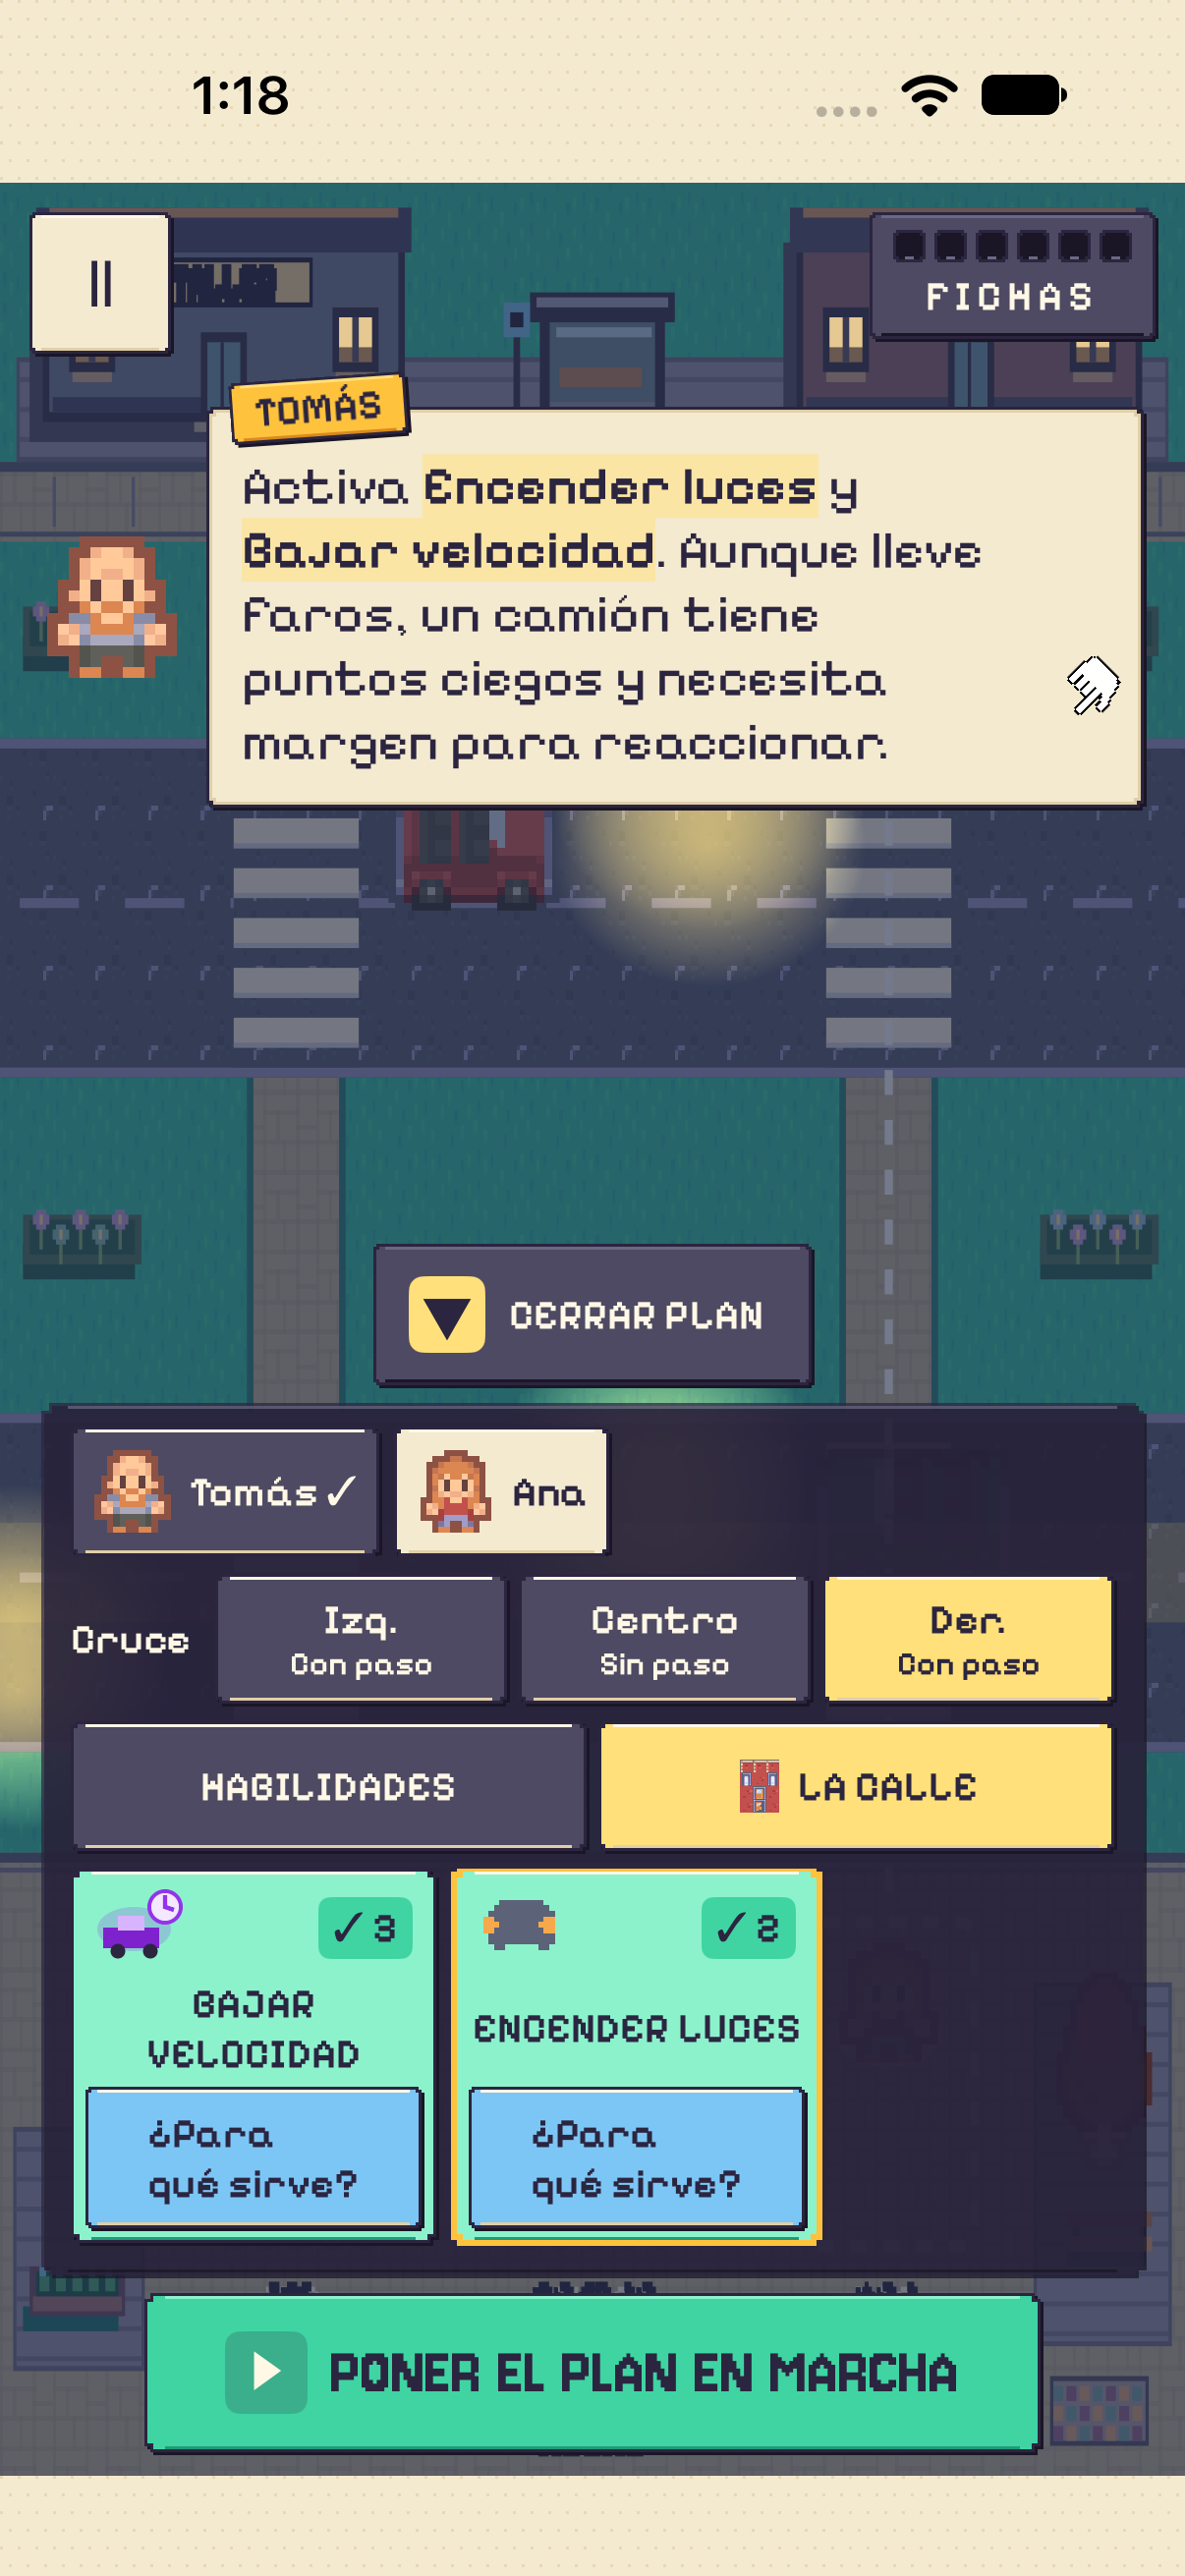 1:18
FICHAS
TOMÁS
Activa Encender luces y
Bajar velocidad. Aunque lleve
faros, un camión tiene
puntos ciegos y necesita
margen para reaccionar.
CERRAR PLAN
Tomás ✓
Ana
Cruce
Izq.
Con paso
Centro
Sin paso
Der.
Con paso
HABILIDADES
LA CALLE
✓ 3
✓ 2
BAJAR
VELOCIDAD
ENCENDER LUCES
¿Para
qué sirve?
¿Para
qué sirve?
PONER EL PLAN EN MARCHA